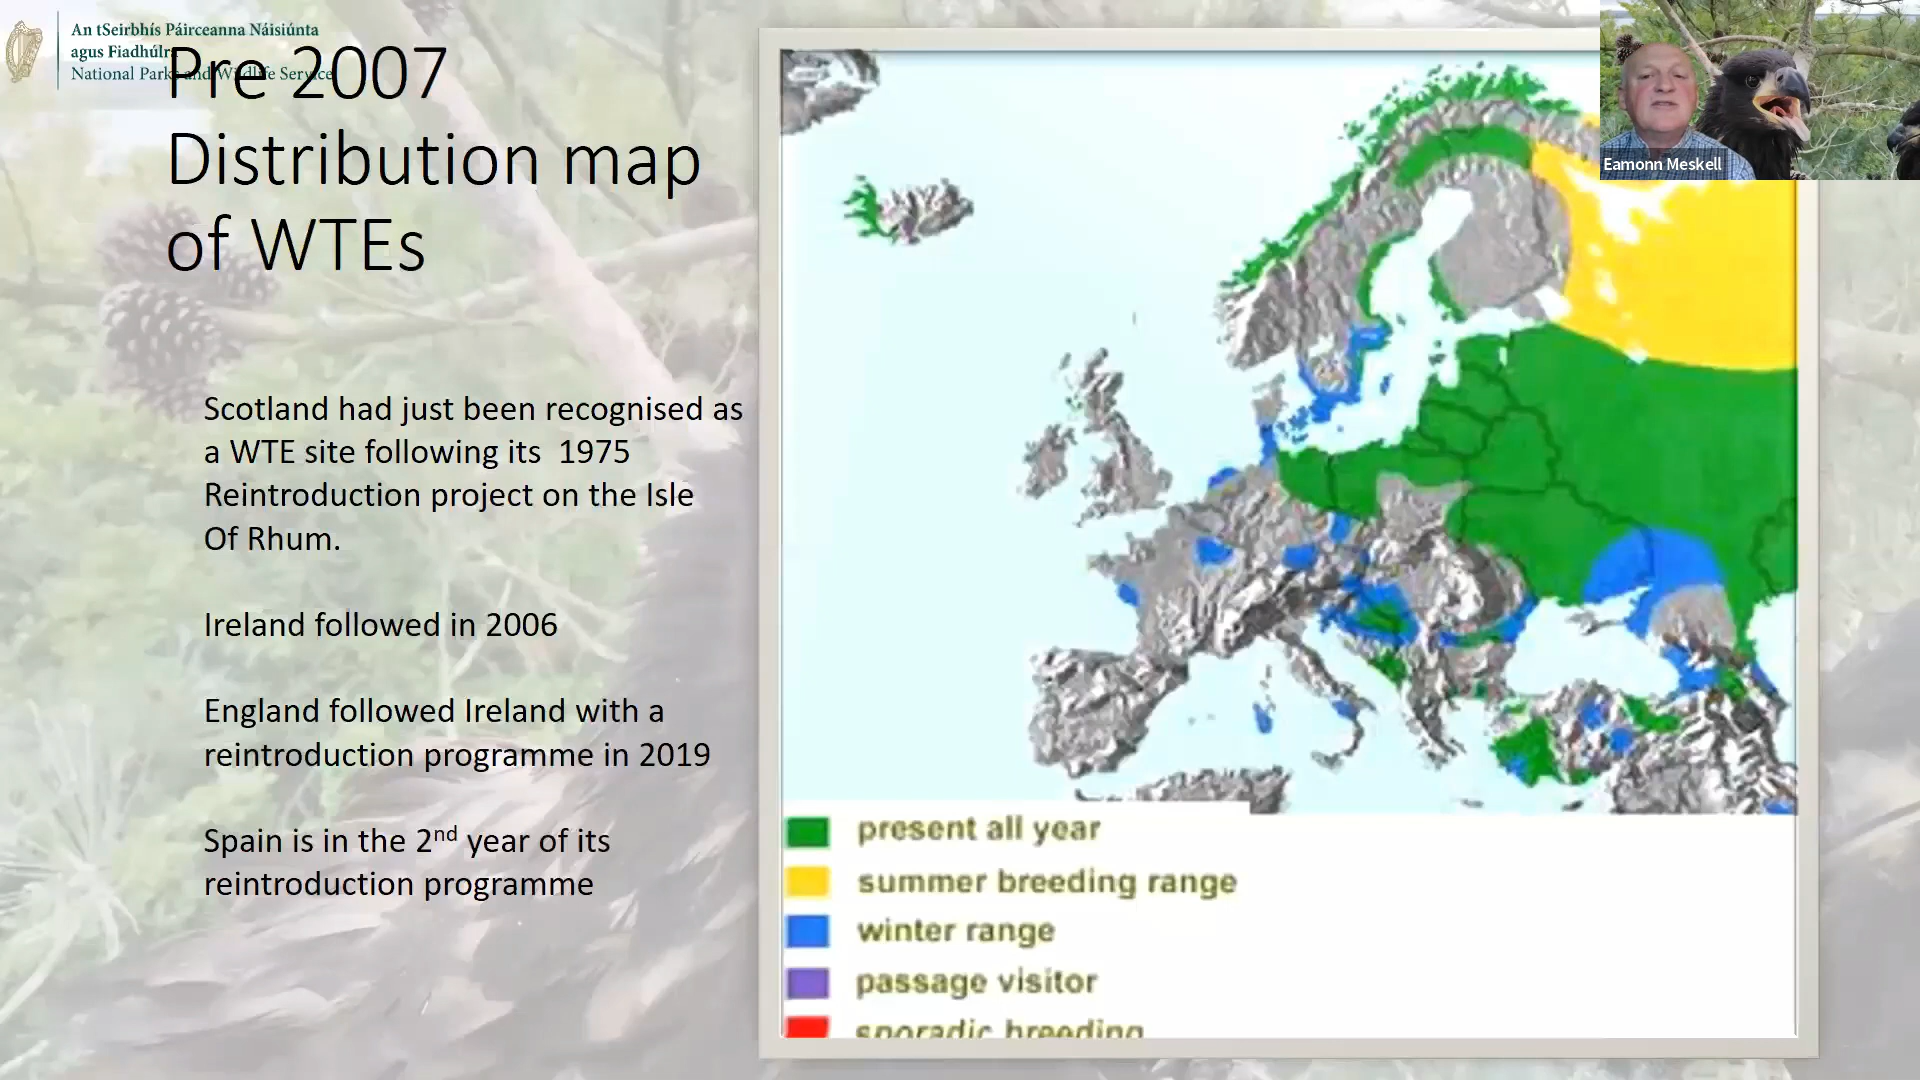 An tSeirbhís Páirceanna Náisiúnta
agus Fiadhúlra
National Parks and Wildlife Service
Pre 2007
Distribution map
of WTEs
Scotland had just been recognised as
a WTE site following its 1975
Reintroduction project on the Isle
Of Rhum.
Ireland followed in 2006
England followed Ireland with a
reintroduction programme in 2019
Spain is in the 2nd year of its
reintroduction programme
Eamonn Meskell
present all year
summer breeding range
winter range
passage visitor
sporadic breeding